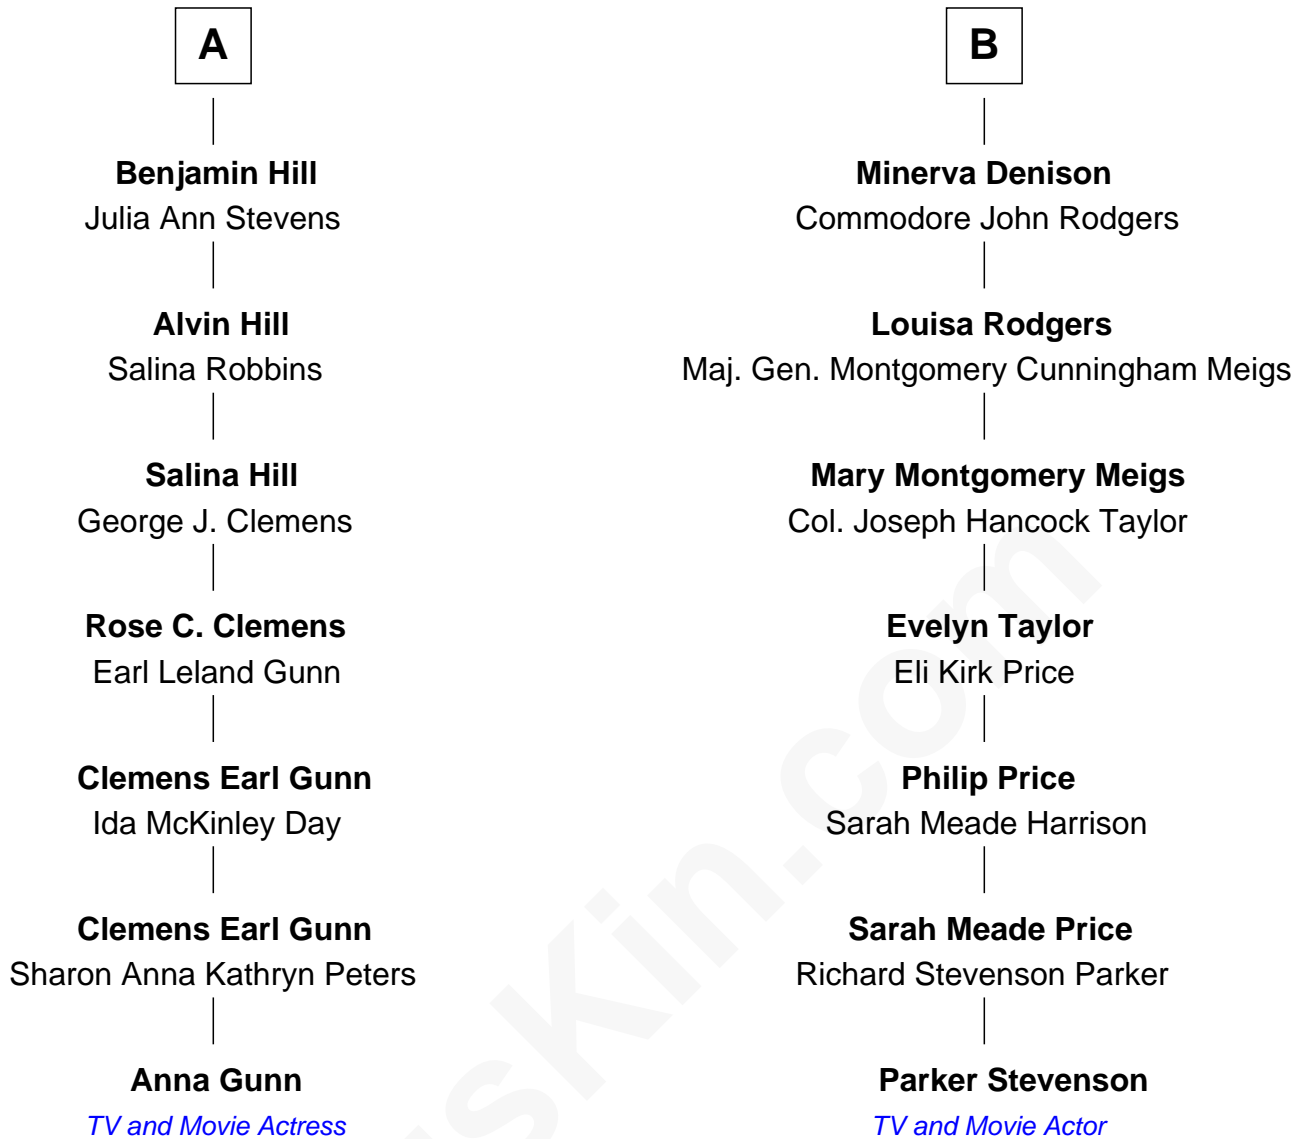 A
Benjamin Hill
Julia Ann Stevens
Alvin Hill
Salina Robbins
Salina Hill
George J. Clemens
Rose C. Clemens
Earl Leland Gunn
Clemens Earl Gunn
Ida McKinley Day
Clemens Earl Gunn
Sharon Anna Kathryn Peters
Anna Gunn
TV and Movie Actress
B
Minerva Denison
Commodore John Rodgers
Louisa Rodgers
Maj. Gen. Montgomery Cunningham Meigs
Mary Montgomery Meigs
Col. Joseph Hancock Taylor
Evelyn Taylor
Eli Kirk Price
Philip Price
Sarah Meade Harrison
Sarah Meade Price
Richard Stevenson Parker
Parker Stevenson
TV and Movie Actor
sKin.com